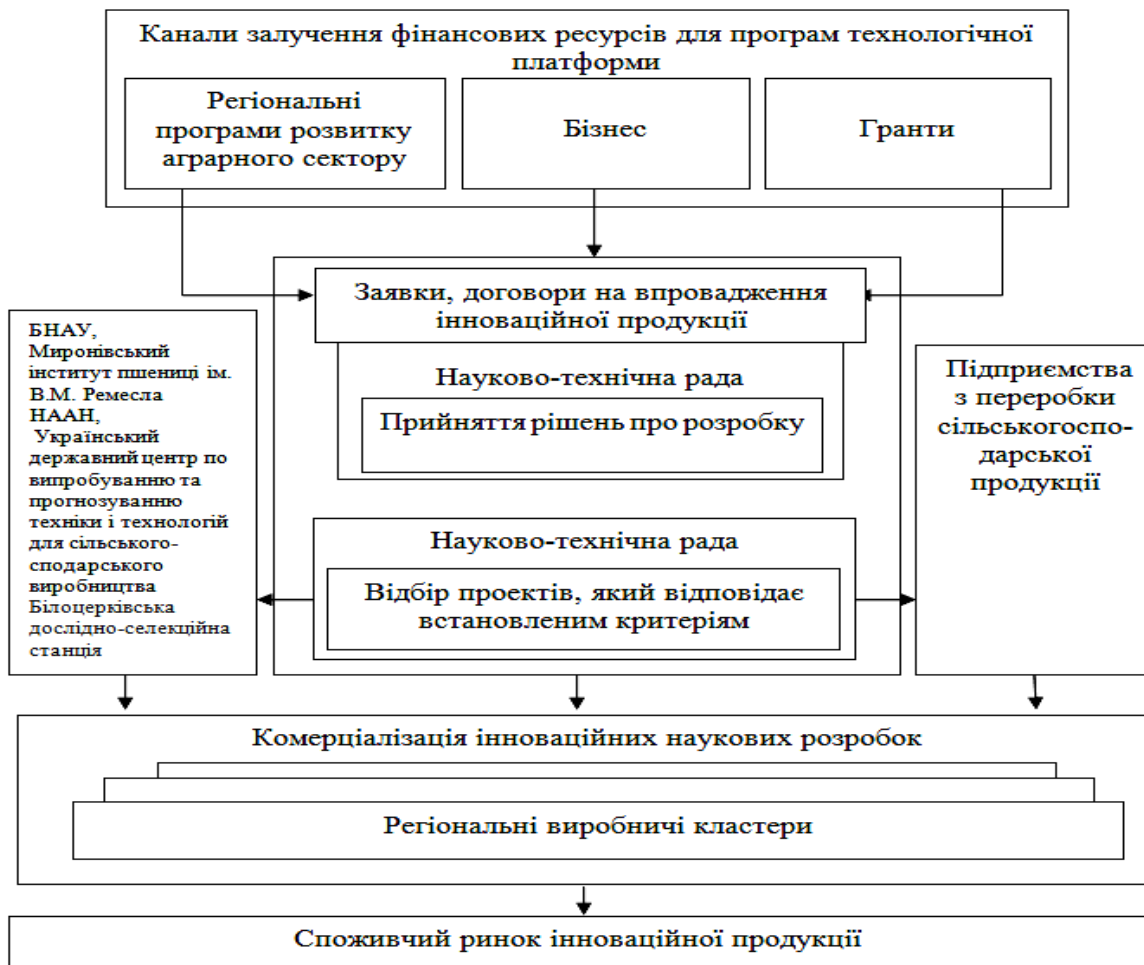 Канали залучення фінансових ресурсів для програм технологічної
платформи
Регіональні
програми розвитку
аграрного сектору
Бізнес
Гранти
Заявки, договори на впровадження
інноваційної продукції
Науково-технічна рада
Прийняття рішень про розробку
БНАУ,
Миронівський
інститут пшениці ім.
В.М. Ремесла
НААН,
Український
державний центр по
випробуванню та
прогнозуванню
техніки і технологій
для сільського-
сподарського
виробництва
Білоцерківська
дослідно-селекційна
станція
Науково-технічна рада
Відбір проектів, який відповідає
встановленим критеріям
Підприємства
з переробки
сільськогоспо-
дарської
продукції
Комерціалізація інноваційних наукових розробок
Регіональні виробничі кластери
Споживчий ринок інноваційної продукції